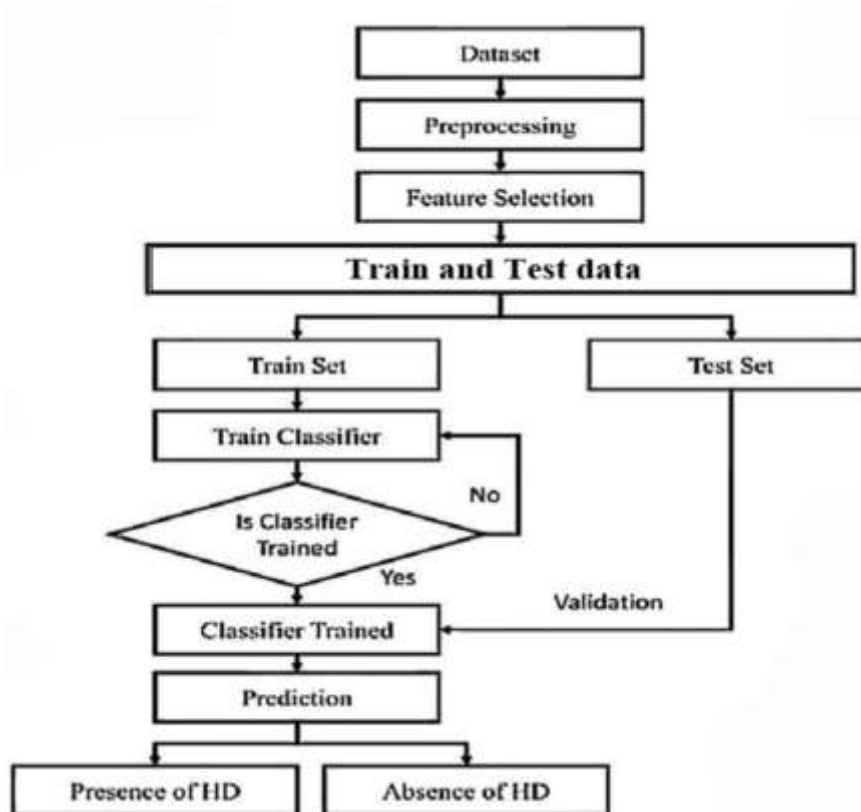 Dataset
Preprocessing
Feature Selection
Train and Test data
Train Set
Test Set
Train Classifier
No
Is Classifier
Trained
Yes
Validation
Classifier Trained
Prediction
Presence of HD
Absence of HD